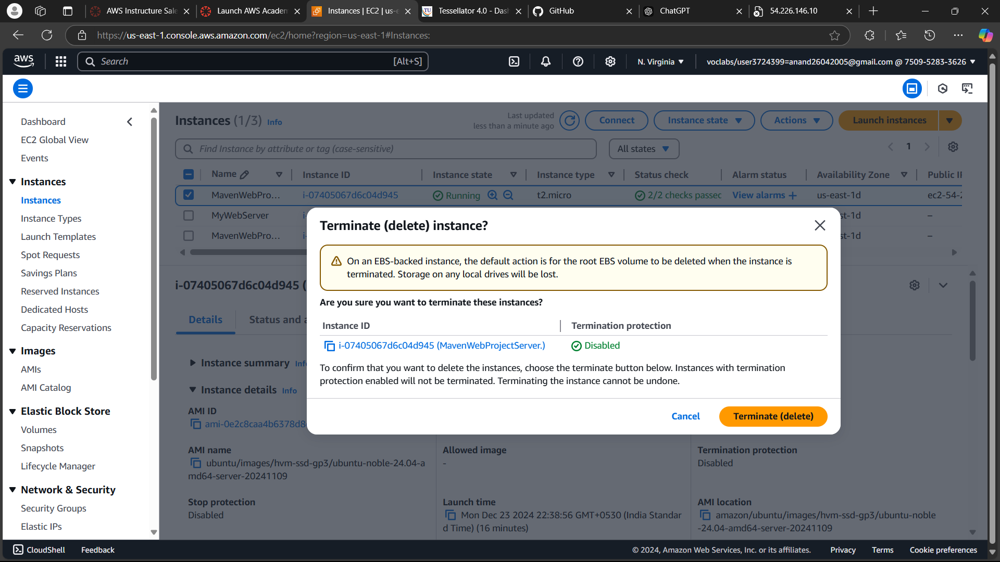 AWS Instructure Sale
Launch AWS Academ
Instances | EC2 | us-e
Tessellator 4.0 - Dash
GitHub
ChatGPT
54.226.146.10
https://us-east-1.console.aws.amazon.com/ec2/home?region=us-east-1#Instances:
aws
Search
[Alt+S]
N. Virginia
voclabs/user3724399=anand26042005@gmail.com @ 7509-5283-3626
Dashboard
EC2 Global View
Events
Instances
Instances
Instance Types
Launch Templates
Spot Requests
Savings Plans
Reserved Instances
Dedicated Hosts
Capacity Reservations
Images
AMIs
AMI Catalog
Elastic Block Store
Volumes
Snapshots
Lifecycle Manager
Network & Security
Security Groups
Elastic IPs
Instances (1/3) Info
Last updated
less than a minute ago
Connect
Instance state
Actions
Launch instances
Find Instance by attribute or tag (case-sensitive)
All states
1
Name Instance ID Instance state Instance type Status check Alarm status Availability Zone Public IP
MavenWebPro... i-07405067d6c04d945 Running t2.micro 2/2 checks passec View alarms + us-east-1d ec2-54-2
MyWebServer i- st-1d –
MavenWebPro... i- st-1d –
i-07405067d6c04d945 (
Details
Status and a
Instance summary Info
Instance details Info
AMI ID
ami-0e2c8caa4b6378d8
AMI name
ubuntu/images/hvm-ssd-gp3/ubuntu-noble-24.04-a
md64-server-20241109
Stop protection
Disabled
Allowed image
-
Launch time
Mon Dec 23 2024 22:38:56 GMT+0530 (India Standar
d Time) (16 minutes)
Termination protection
Disabled
AMI location
amazon/ubuntu/images/hvm-ssd-gp3/ubuntu-noble
-24.04-amd64-server-20241109
Terminate (delete) instance?
On an EBS-backed instance, the default action is for the root EBS volume to be deleted when the instance is
terminated. Storage on any local drives will be lost.
Are you sure you want to terminate these instances?
Instance ID Termination protection
i-07405067d6c04d945 (MavenWebProjectServer.) Disabled
To confirm that you want to delete the instances, choose the terminate button below. Instances with termination
protection enabled will not be terminated. Terminating the instance cannot be undone.
Cancel
Terminate (delete)
CloudShell
Feedback
© 2024, Amazon Web Services, Inc. or its affiliates.
Privacy
Terms
Cookie preferences